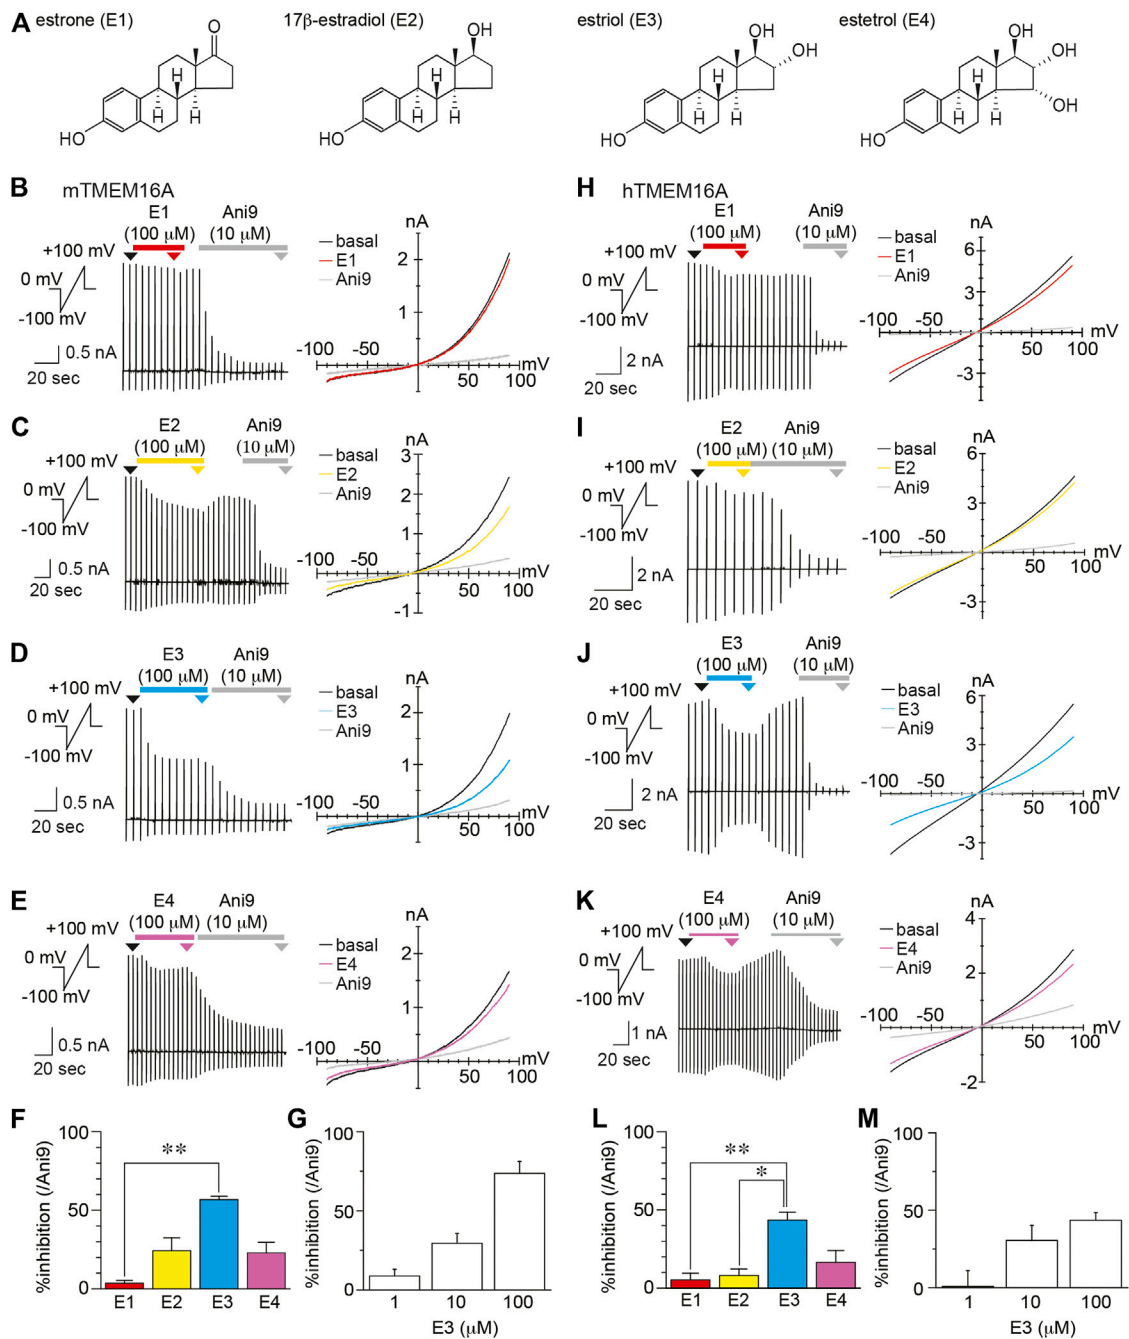 A
estrone (E1)
17β-estradiol (E2)
estriol (E3)
estetrol (E4)
O
H
H
H
HO
OH
H
H
H
HO
OH
OH
H
H
H
HO
OH
OH
OH
H
H
H
HO
B
mTMEM16A
E1
(100 μM)
Ani9
(10 μM)
+100 mV
0 mV
-100 mV
0.5 nA
20 sec
nA
basal
E1
Ani9
2
1
-100
-50
50
100
mV
H
hTMEM16A
E1
(100 μM)
Ani9
(10 μM)
+100 mV
0 mV
-100 mV
2 nA
20 sec
nA
basal
E1
Ani9
6
3
-3
-100
-50
50
100
mV
C
E2
(100 μM)
Ani9
(10 μM)
+100 mV
0 mV
-100 mV
0.5 nA
20 sec
nA
basal
E2
Ani9
3
2
1
-1
-100
-50
50
100
mV
I
E2
(100 μM)
Ani9
(10 μM)
+100 mV
0 mV
-100 mV
2 nA
20 sec
nA
basal
E2
Ani9
6
3
-3
-100
-50
50
100
mV
D
E3
(100 μM)
Ani9
(10 μM)
+100 mV
0 mV
-100 mV
0.5 nA
20 sec
nA
basal
E3
Ani9
2
1
-100
-50
50
100
mV
J
E3
(100 μM)
Ani9
(10 μM)
+100 mV
0 mV
-100 mV
2 nA
20 sec
nA
basal
E3
Ani9
6
3
-3
-100
-50
50
100
mV
E
E4
(100 μM)
Ani9
(10 μM)
+100 mV
0 mV
-100 mV
0.5 nA
20 sec
nA
basal
E4
Ani9
2
1
-100
-50
50
100
mV
K
E4
(100 μM)
Ani9
(10 μM)
+100 mV
0 mV
-100 mV
1 nA
20 sec
nA
basal
E4
Ani9
4
2
-2
-100
-50
50
100
mV
F
%inhibition (/Ani9)
100
50
0
**
E1 E2 E3 E4
G
%inhibition (/Ani9)
100
50
0
1 10 100
E3 (μM)
L
%inhibition (/Ani9)
100
50
0
**
*
E1 E2 E3 E4
M
%inhibition (/Ani9)
100
50
0
1 10 100
E3 (μM)